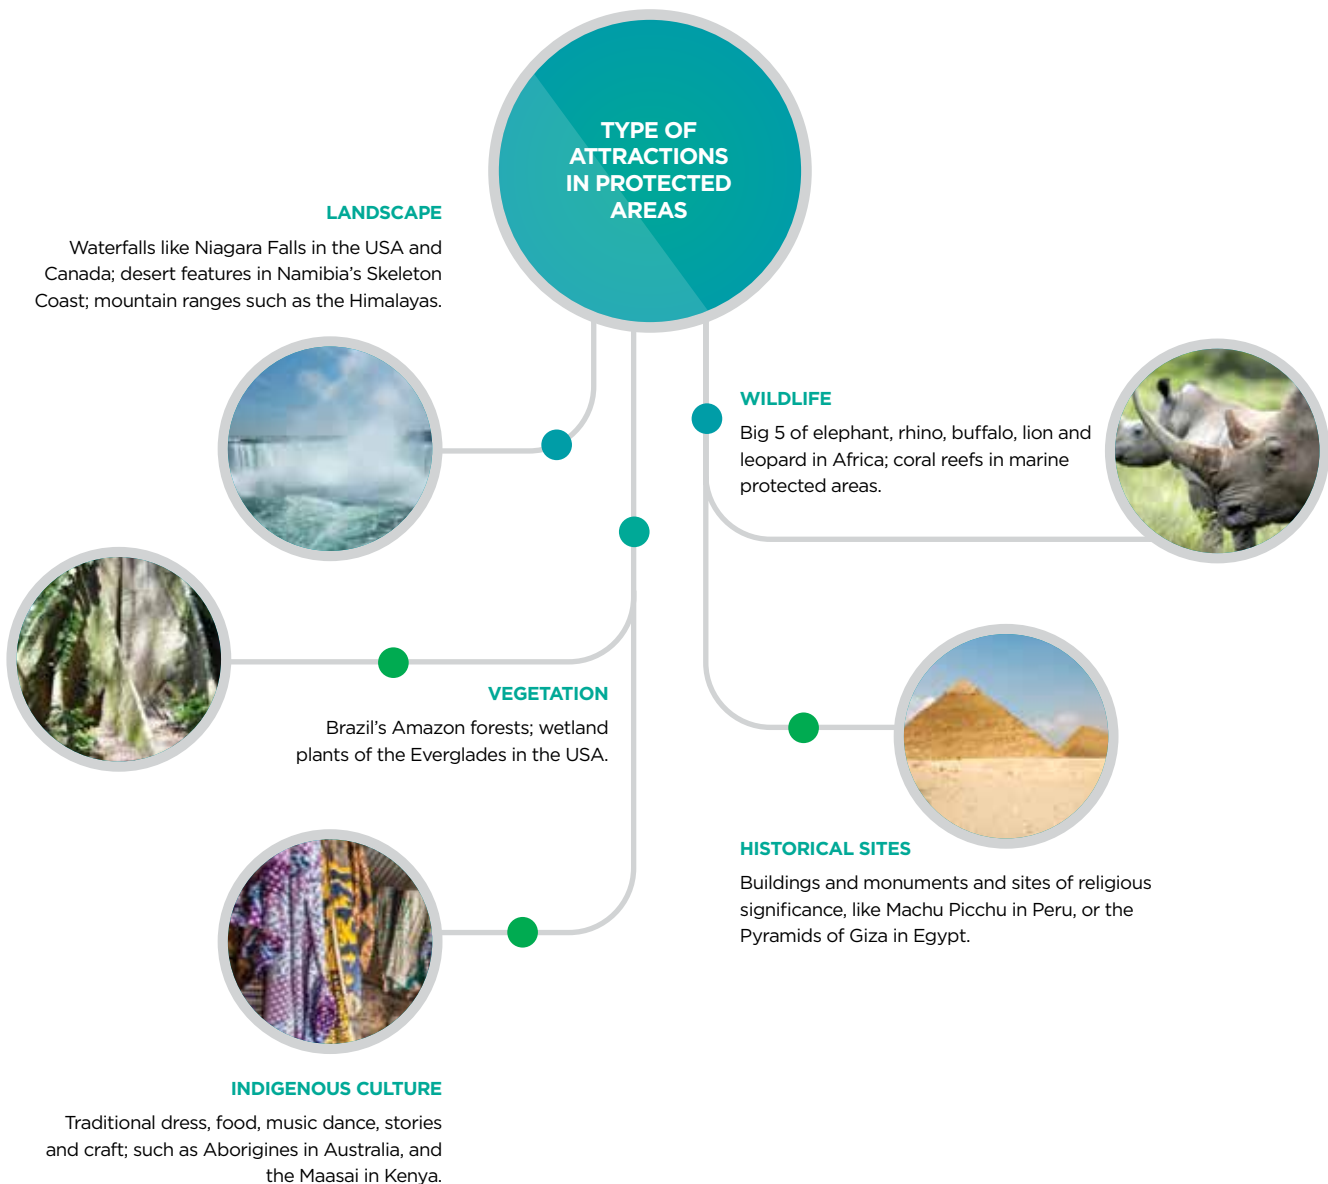 TYPE OF
ATTRACTIONS
IN PROTECTED
AREAS
LANDSCAPE
Waterfalls like Niagara Falls in the USA and
Canada; desert features in Namibia’s Skeleton
Coast; mountain ranges such as the Himalayas.
WILDLIFE
Big 5 of elephant, rhino, buffalo, lion and
leopard in Africa; coral reefs in marine
protected areas.
VEGETATION
Brazil’s Amazon forests; wetland
plants of the Everglades in the USA.
HISTORICAL SITES
Buildings and monuments and sites of religious
significance, like Machu Picchu in Peru, or the
Pyramids of Giza in Egypt.
INDIGENOUS CULTURE
Traditional dress, food, music dance, stories
and craft; such as Aborigines in Australia, and
the Maasai in Kenya.